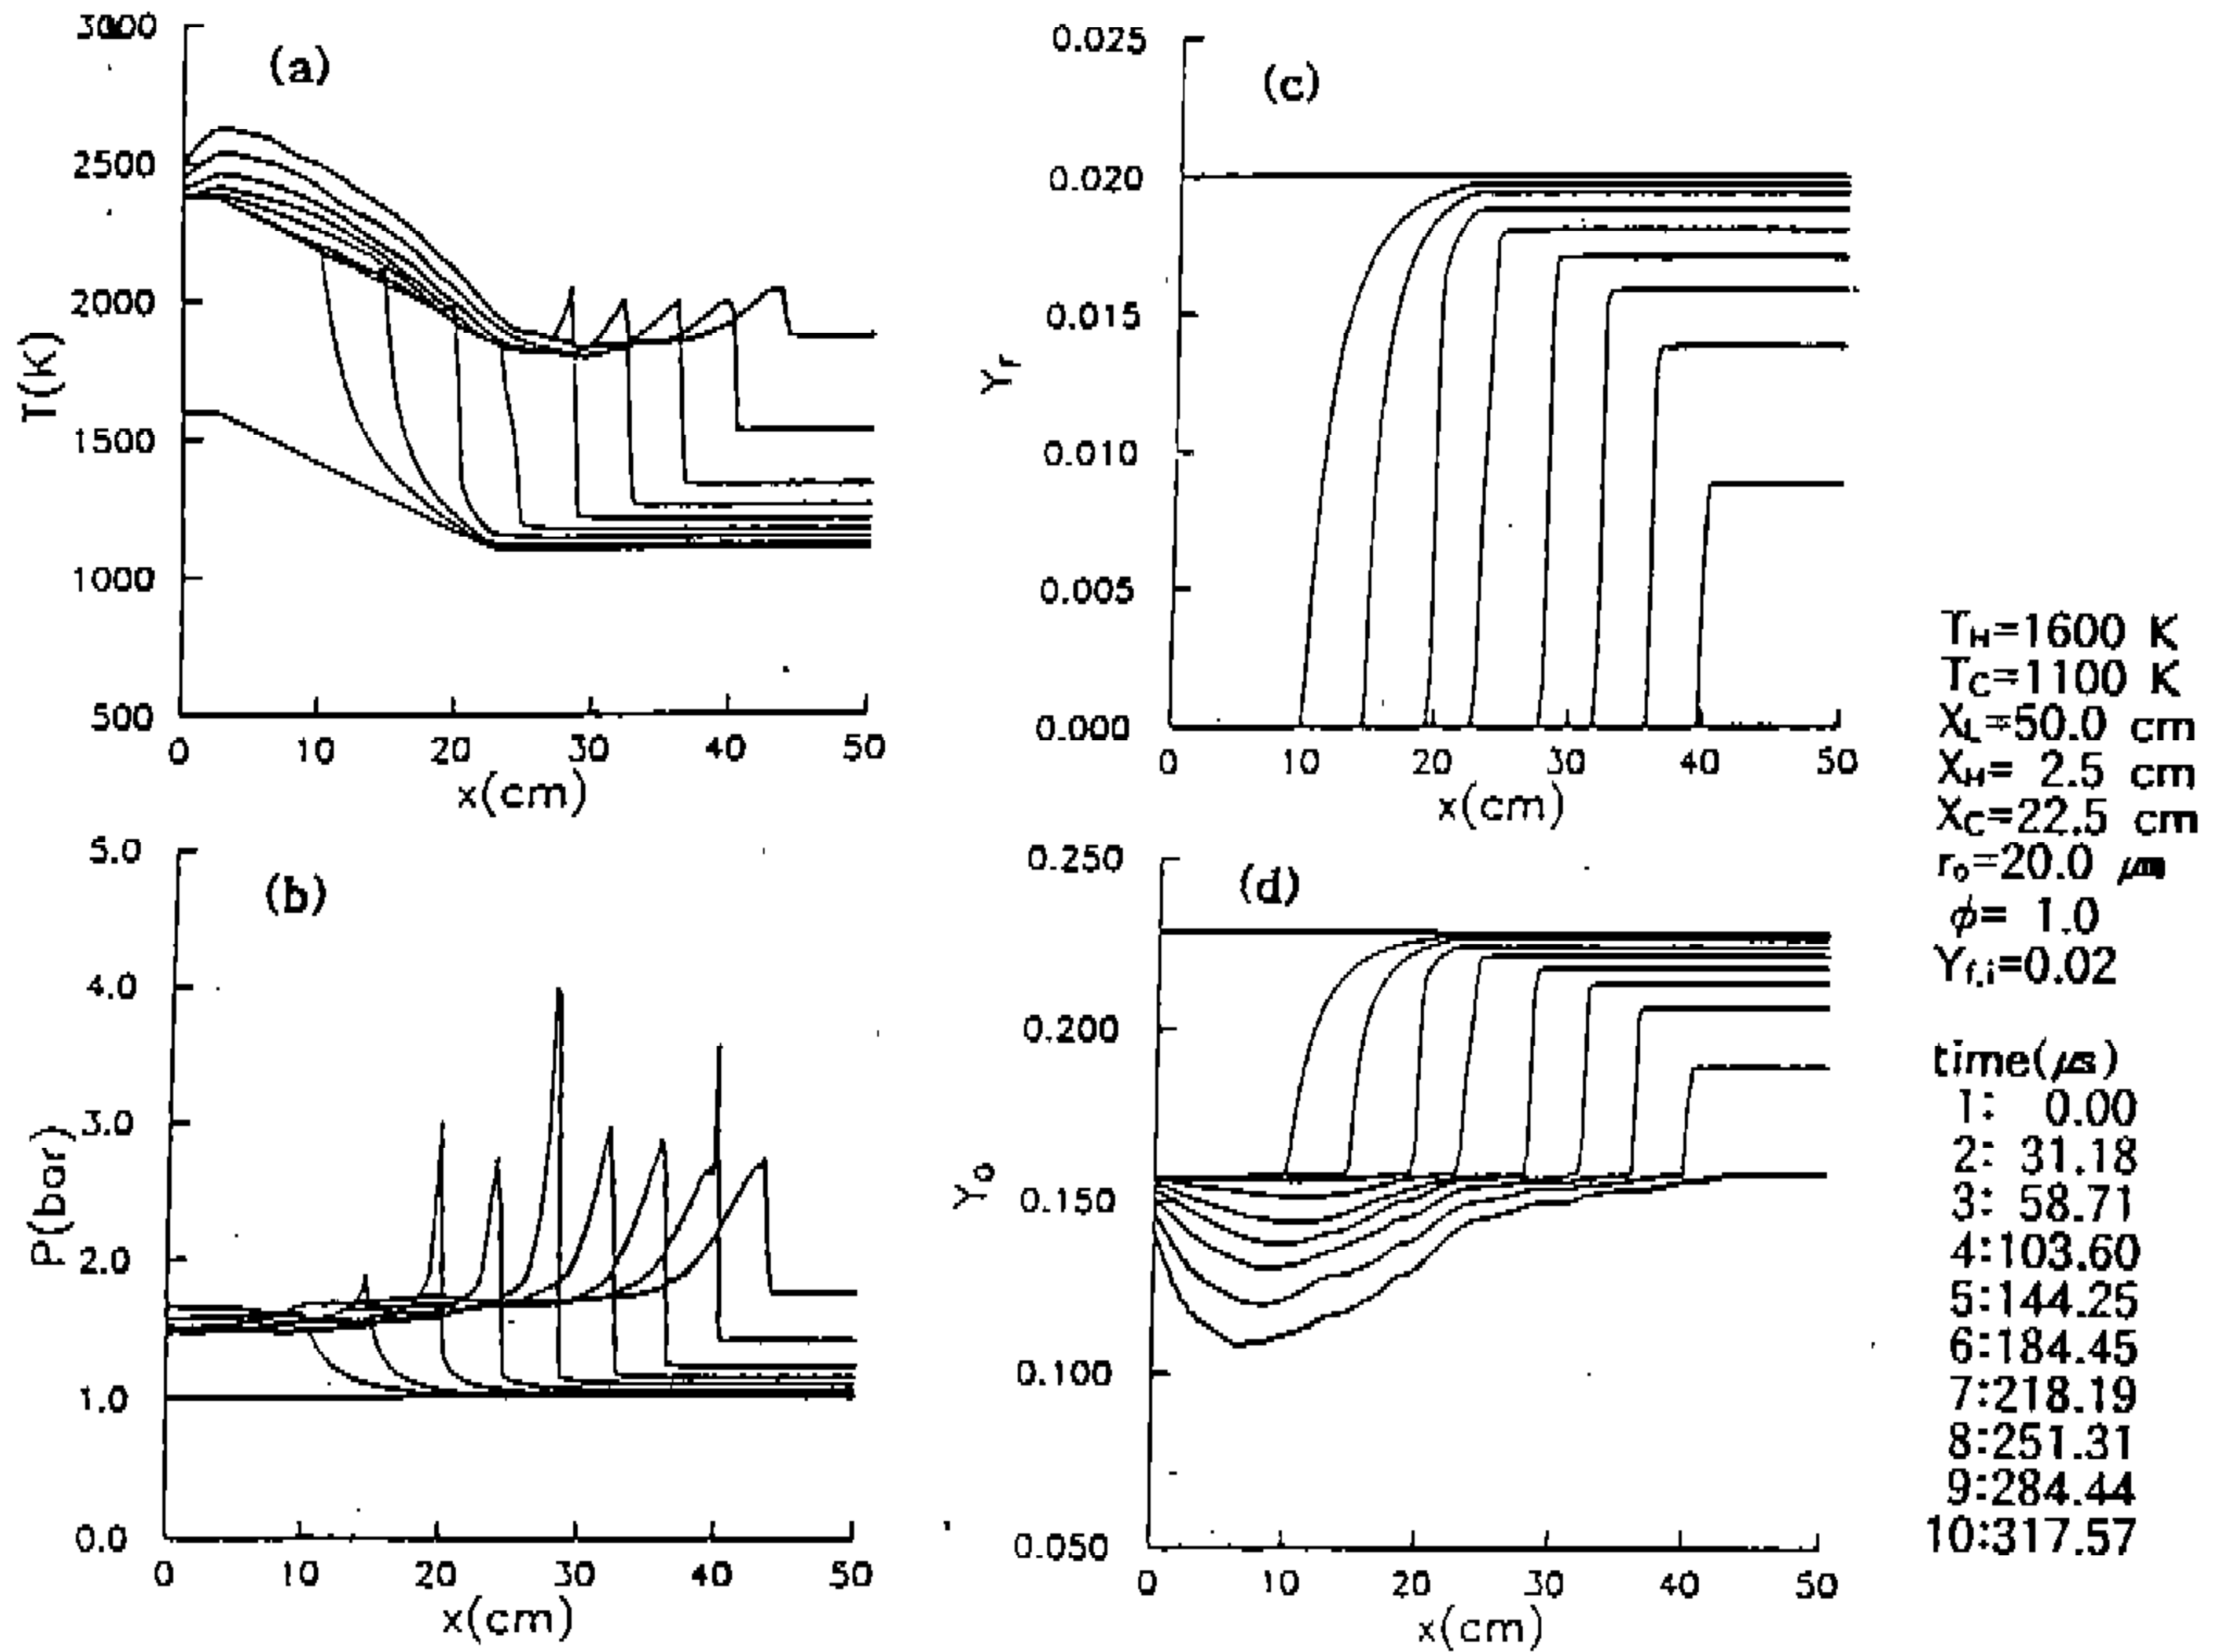 (a)
3000
2500
2000
1500
1000
500
T(K)
0 10 20 30 40 50
x(cm)
(b)
5.0
4.0
3.0
2.0
1.0
0.0
P(bar)
0 10 20 30 40 50
x(cm)
(c)
0.025
0.020
0.015
0.010
0.005
0.000
Yf
0 10 20 30 40 50
x(cm)
(d)
0.250
0.200
0.150
0.100
0.050
Yo
0 10 20 30 40 50
x(cm)
TH=1600 K
TC=1100 K
XL=50.0 cm
XH= 2.5 cm
XC=22.5 cm
ro=20.0 μm
ϕ= 1.0
Yf,i=0.02
time(μs)
1: 0.00
2: 31.18
3: 58.71
4:103.60
5:144.25
6:184.45
7:218.19
8:251.31
9:284.44
10:317.57